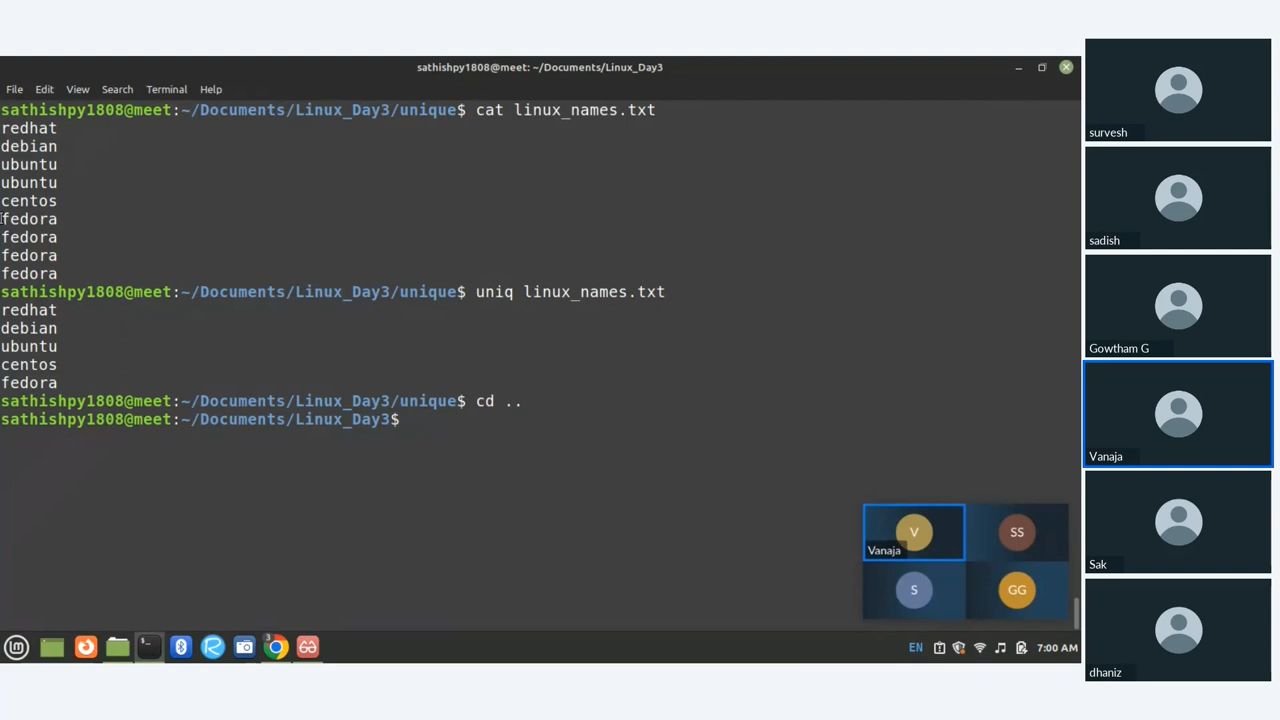 sathishpy1808@meet: ~/Documents/Linux_Day3
File Edit View Search Terminal Help
sathishpy1808@meet:~/Documents/Linux_Day3/unique$ cat linux_names.txt
redhat
debian
ubuntu
ubuntu
centos
fedora
fedora
fedora
fedora
sathishpy1808@meet:~/Documents/Linux_Day3/unique$ uniq linux_names.txt
redhat
debian
ubuntu
centos
fedora
sathishpy1808@meet:~/Documents/Linux_Day3/unique$ cd ..
sathishpy1808@meet:~/Documents/Linux_Day3$
V
Vanaja
SS
S
GG
3
EN
7:00 AM
survesh
sadish
Gowtham G
Vanaja
Sak
dhaniz